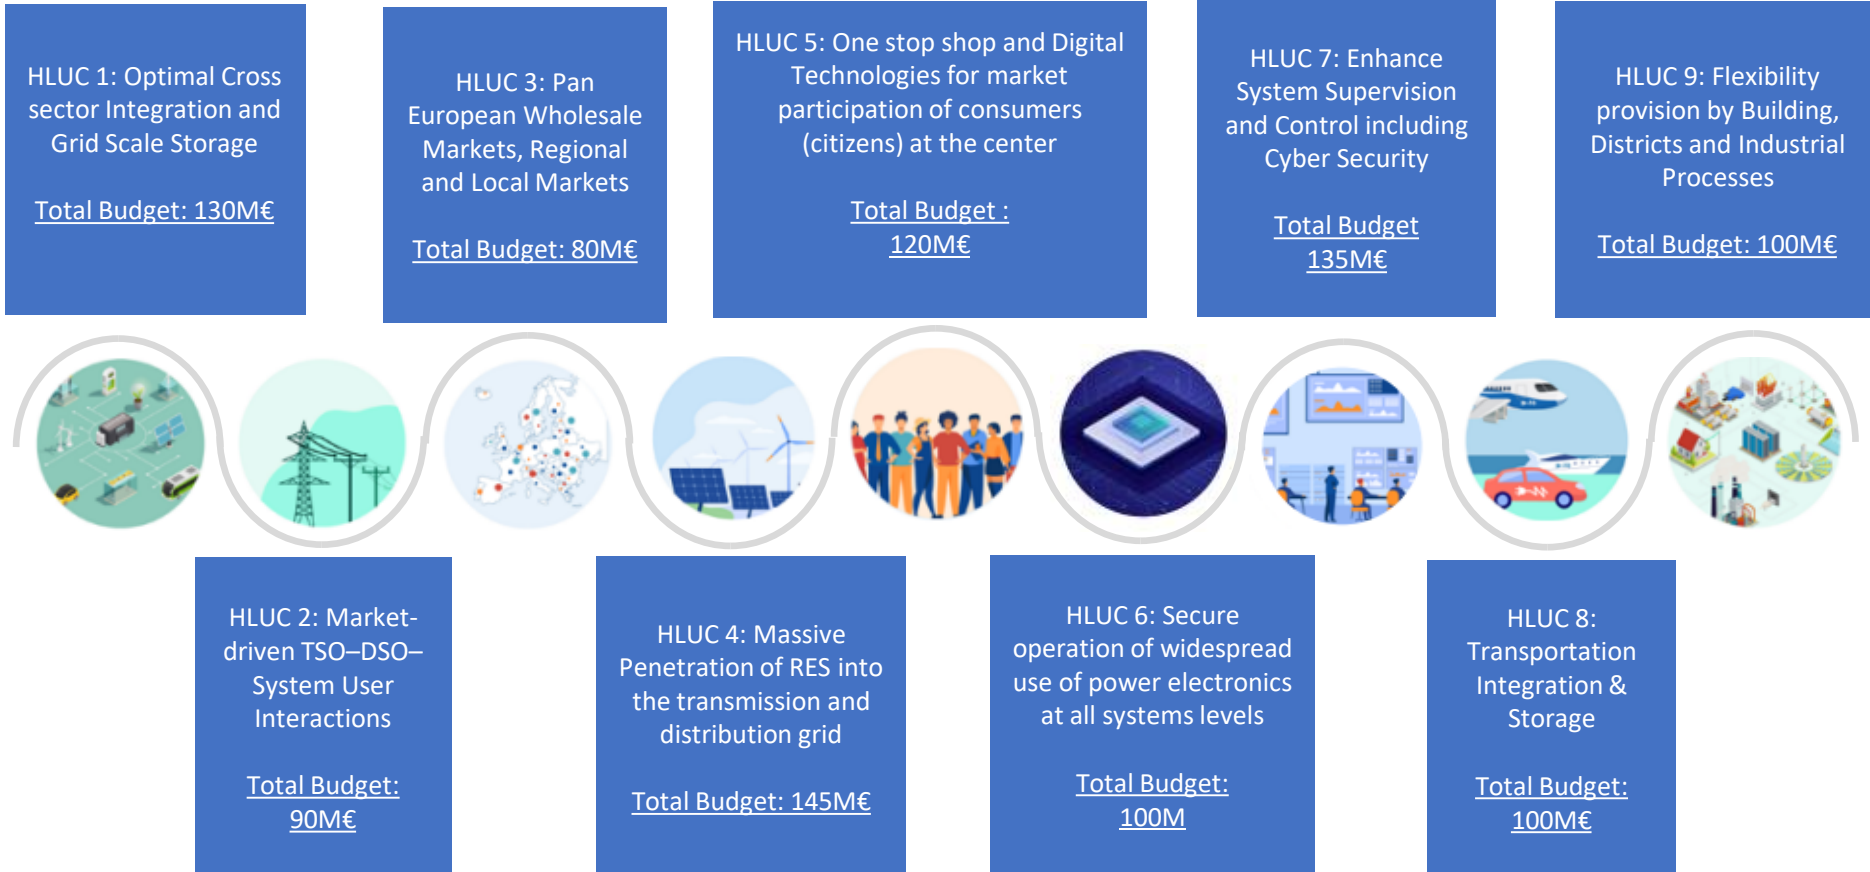 HLUC 1: Optimal Cross
sector Integration and
Grid Scale Storage
Total Budget: 130M€
HLUC 3: Pan
European Wholesale
Markets, Regional
and Local Markets
Total Budget: 80M€
HLUC 5: One stop shop and Digital
Technologies for market
participation of consumers
(citizens) at the center
Total Budget :
120M€
HLUC 7: Enhance
System Supervision
and Control including
Cyber Security
Total Budget
135M€
HLUC 9: Flexibility
provision by Building,
Districts and Industrial
Processes
Total Budget: 100M€
HLUC 2: Market-
driven TSO–DSO–
System User
Interactions
Total Budget:
90M€
HLUC 4: Massive
Penetration of RES into
the transmission and
distribution grid
Total Budget: 145M€
HLUC 6: Secure
operation of widespread
use of power electronics
at all systems levels
Total Budget:
100M
HLUC 8:
Transportation
Integration &
Storage
Total Budget:
100M€